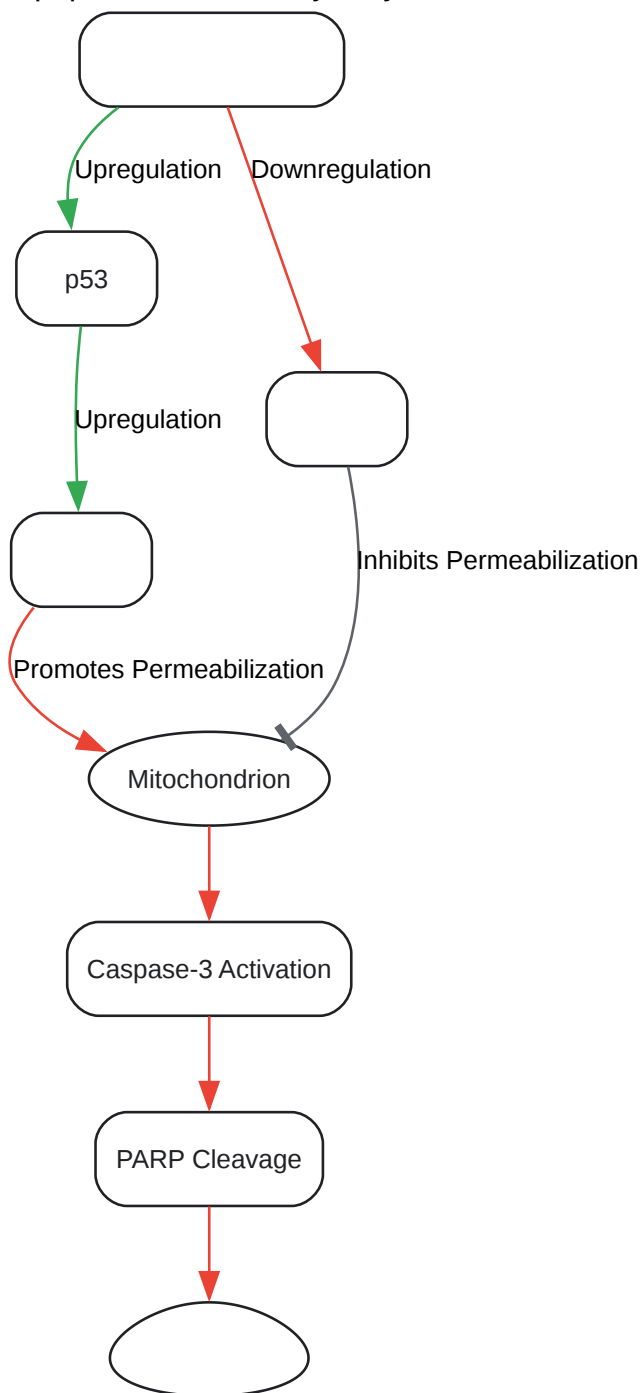 Upregulation
Downregulation
p53
Upregulation
Inhibits Permeabilization
Promotes Permeabilization
Mitochondrion
Caspase-3 Activation
PARP Cleavage